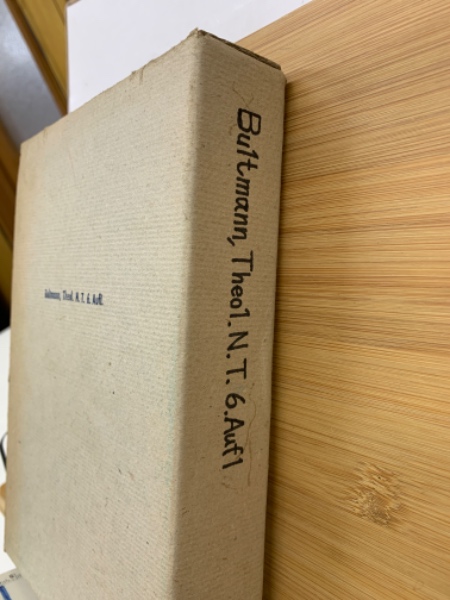 Bultmann, Theol. N.T. 6. Aufl
Bultmann, Theol. N. T. 6. Aufl.